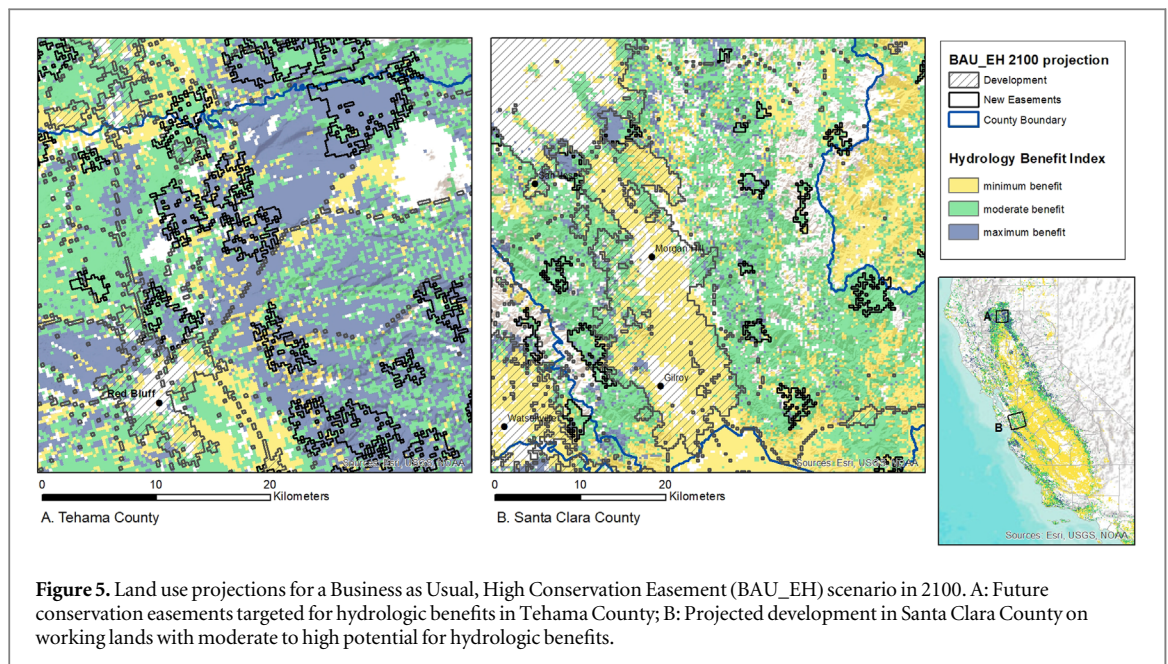 BAU_EH 2100 projection
Development
New Easements
County Boundary
Hydrology Benefit Index
minimum benefit
moderate benefit
maximum benefit
Red Bluff
Sources: Esri, USGS, NOAA
0 10 20
Kilometers
A. Tehama County
Morgan Hill
Gilroy
Sources: Esri, USGS, NOAA
0 10 20
Kilometers
B. Santa Clara County
A
B
Sources: Esri, USGS, NOAA
Figure 5. Land use projections for a Business as Usual, High Conservation Easement (BAU_EH) scenario in 2100. A: Future
conservation easements targeted for hydrologic benefits in Tehama County; B: Projected development in Santa Clara County on
working lands with moderate to high potential for hydrologic benefits.